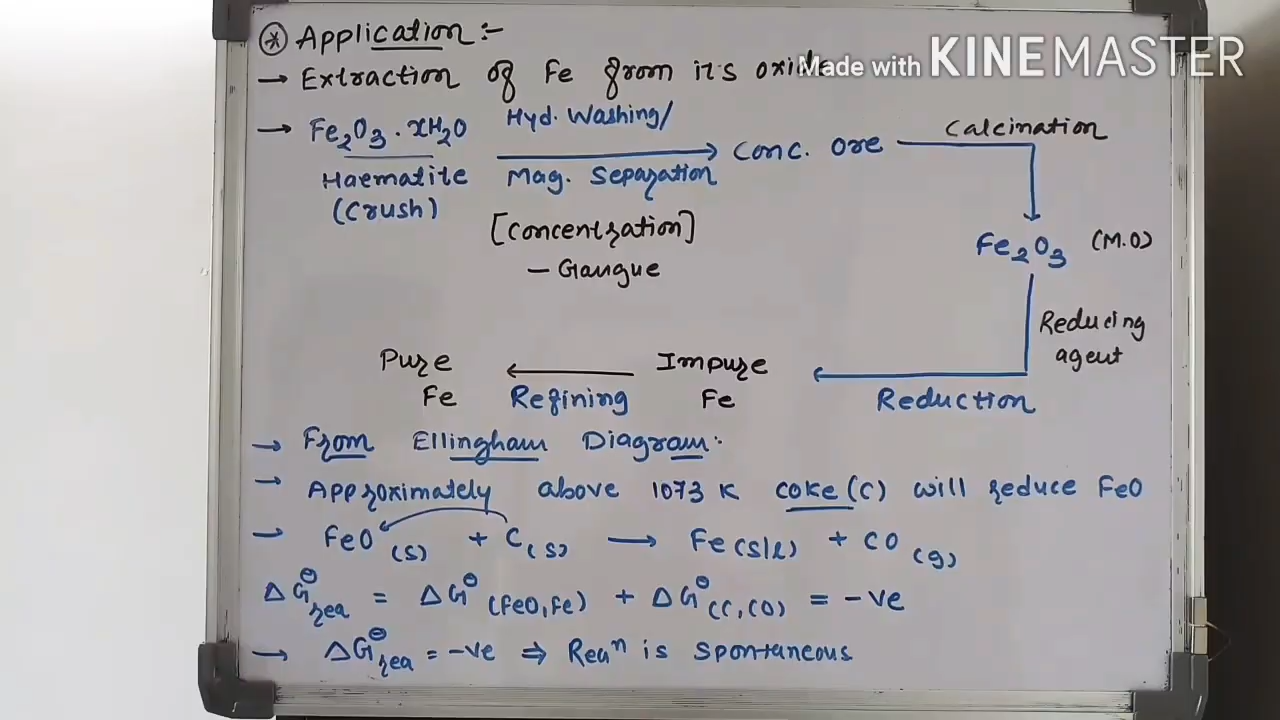 * Application :-
→ Extraction of Fe from it's oxide
Made with KINEMASTER
→ Fe₂O₃.xH₂O
Haematite
(Crush)
Hyd. Washing/
Mag. Separation
[Concentration]
- Gangue
Conc. Ore
Calcination
Fe₂O₃ (M.O)
Reducing
agent
Reduction
Impure
Fe
Refining
Pure
Fe
→ From Ellingham Diagram:
→ Approximately above 1073 K coke (C) will reduce FeO
→ FeO(s) + C(s) → Fe(s/l) + CO(g)
ΔG⊖rea = ΔG⊖(FeO,Fe) + ΔG⊖(C,CO) = -ve
→ ΔG⊖rea = -ve ⇒ Reaⁿ is spontaneous